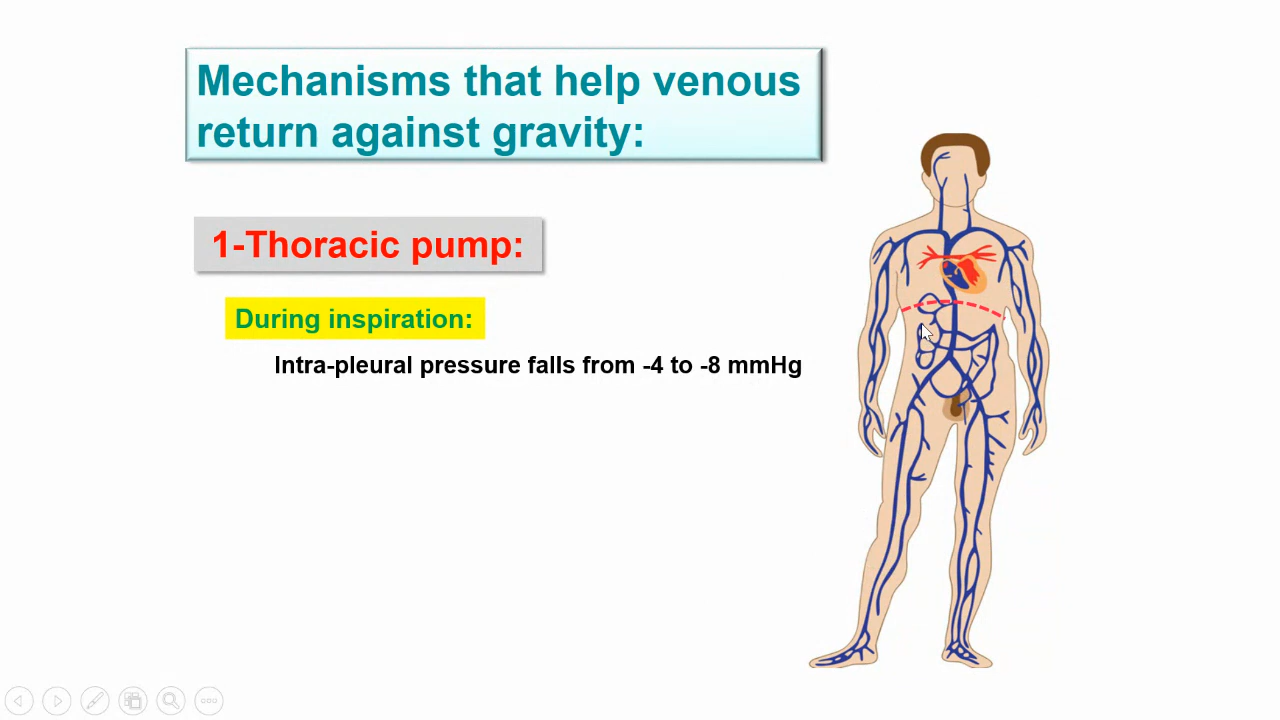 Mechanisms that help venous
return against gravity:
1-Thoracic pump:
During inspiration:
Intra-pleural pressure falls from -4 to -8 mmHg